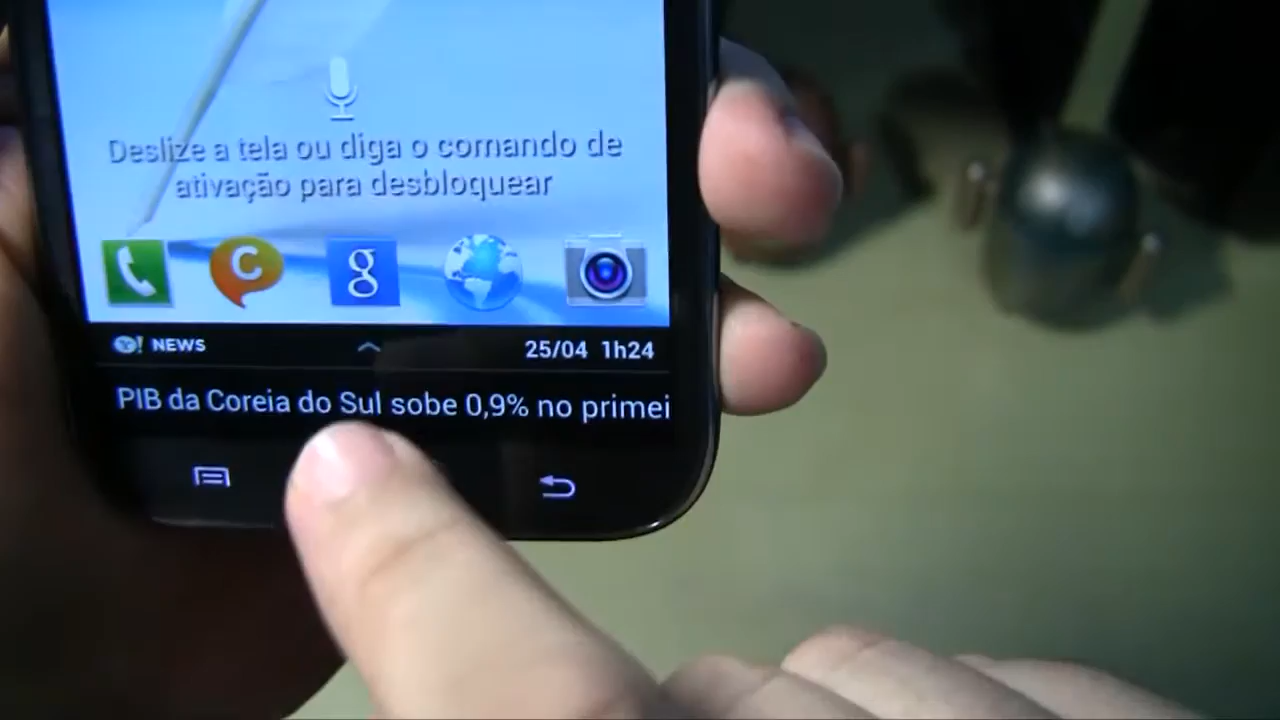 Deslize a tela ou diga o comando de
ativação para desbloquear
C
g
Y! NEWS
25/04 1h24
PIB da Coreia do Sul sobe 0,9% no primei